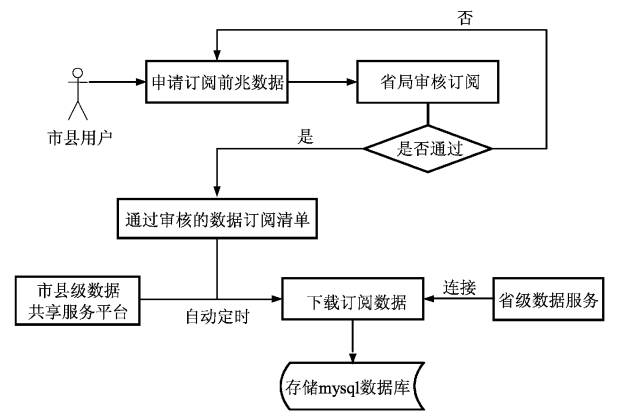 否
申请订阅前兆数据
省局审核订阅
市县用户
是
是否通过
通过审核的数据订阅清单
市县级数据
共享服务平台
自动定时
下载订阅数据
连接
省级数据服务
存储mysql数据库